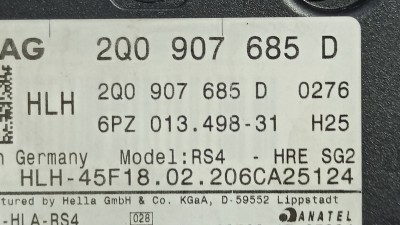 AG 2Q0 907 685 D
HLH 2Q0 907 685 D 0276
6PZ 013.498-31 H25
Germany Model:RS4 - HRE SG2
HLH-45F18.02.206CA25124
tured by Hella GmbH & Co. KGaA, D-59552 Lippstadt
-HLA-RS4 028 ANATEL